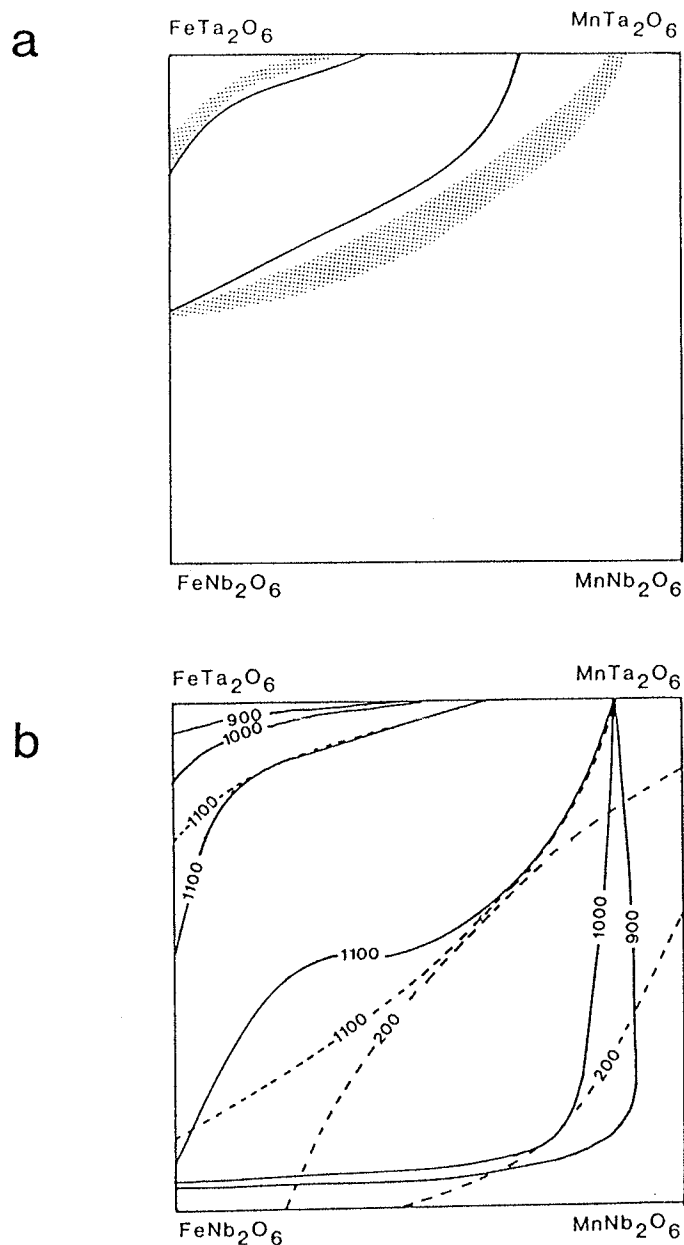 a
FeTa₂O₆ MnTa₂O₆
FeNb₂O₆ MnNb₂O₆
b
FeTa₂O₆ MnTa₂O₆
900
1000
1100
1100
1100
1100
200
1000
900
200
FeNb₂O₆ MnNb₂O₆